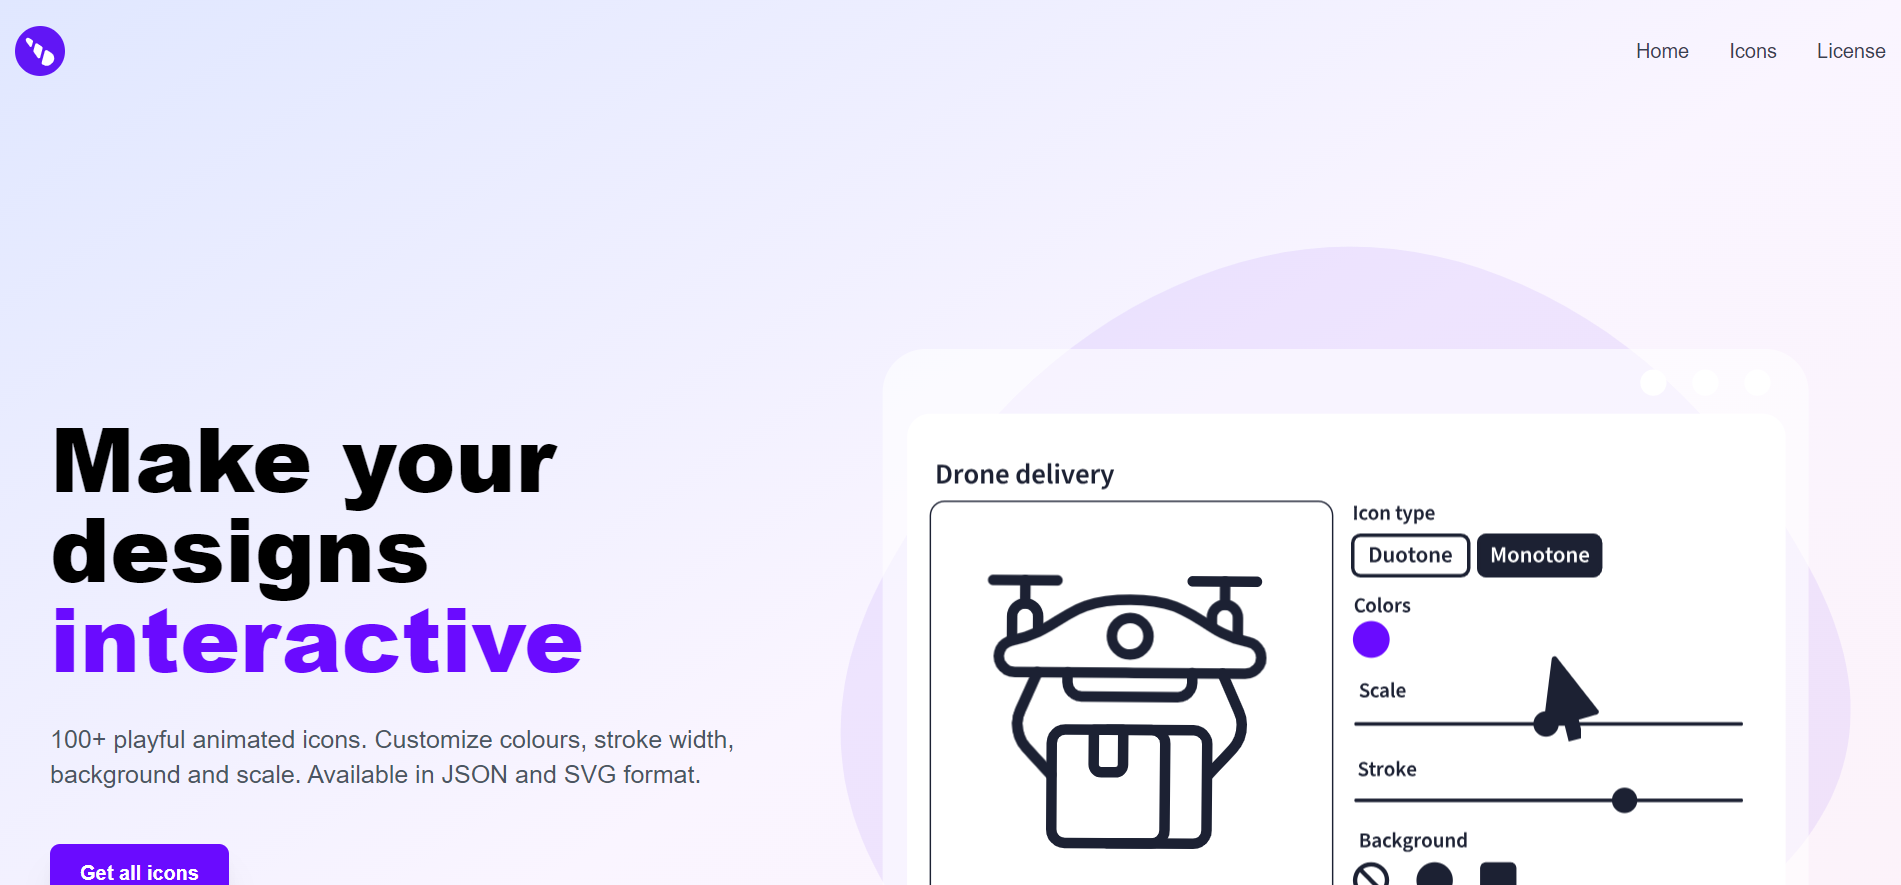 Home
Icons
License
Make your
designs
interactive
100+ playful animated icons. Customize colours, stroke width,
background and scale. Available in JSON and SVG format.
Get all icons
Drone delivery
Icon type
Duotone
Monotone
Colors
Scale
Stroke
Background